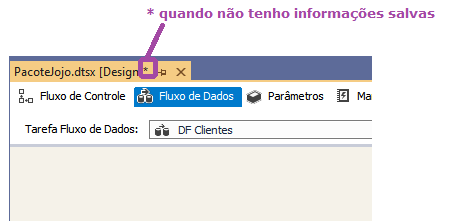 * quando não tenho informações salvas
PacoteJojo.dtsx [Design *
Fluxo de Controle Fluxo de Dados Parâmetros
Tarefa Fluxo de Dados: DF Clientes